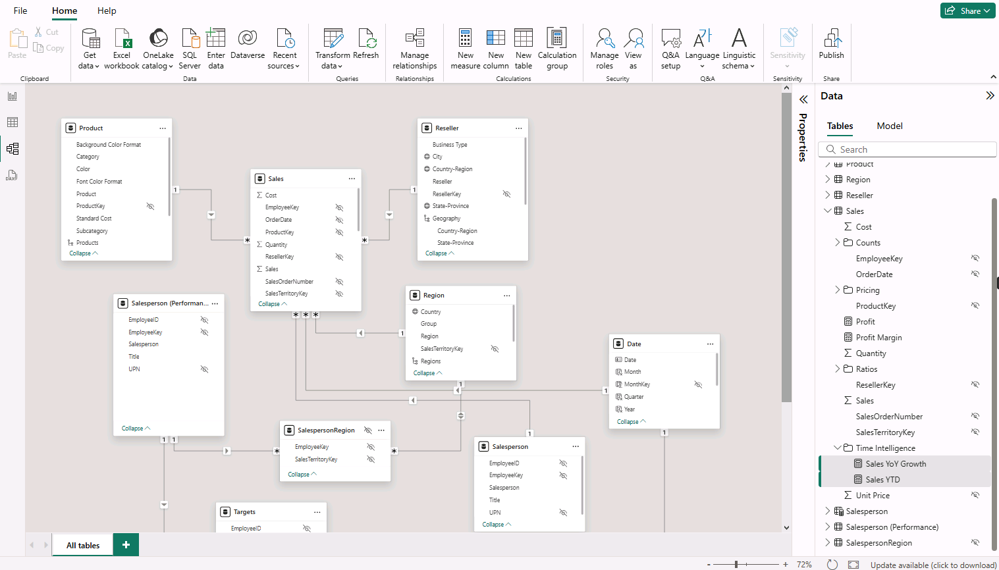 File Home Help Share
Paste Cut Copy
Clipboard
Get data
Excel workbook
OneLake catalog
SQL Server
Enter data
Dataverse
Recent sources
Data
Transform data
Refresh
Queries
Manage relationships
Relationships
New measure
New column
New table
Calculation group
Calculations
Manage roles
View as
Security
Q&A setup
Language
Linguistic schema
Q&A
Sensitivity
Sensitivity
Publish
Share
Product
Background Color Format
Category
Color
Font Color Format
Product
ProductKey
Standard Cost
Subcategory
Products
Collapse
1
*
Sales
Cost
EmployeeKey
OrderDate
ProductKey
Quantity
ResellerKey
Sales
SalesOrderNumber
SalesTerritoryKey
Collapse
* * *
Reseller
Business Type
City
Country-Region
Reseller
ResellerKey
State-Province
Geography
Country-Region
State-Province
Collapse
1
*
Salesperson (Performan...
EmployeeID
EmployeeKey
Salesperson
Title
UPN
Collapse
1 1
Region
Country
Group
Region
SalesTerritoryKey
Regions
Collapse
1
1
Date
Date
Month
MonthKey
Quarter
Year
Collapse
1
1
SalespersonRegion
EmployeeKey
SalesTerritoryKey
Collapse
*
*
Salesperson
EmployeeID
EmployeeKey
Salesperson
Title
UPN
Collapse
1
Targets
EmployeeID
Properties
Data
Tables Model
Search
Product
Region
Reseller
Sales
Cost
Counts
EmployeeKey
OrderDate
Pricing
ProductKey
Profit
Profit Margin
Quantity
Ratios
ResellerKey
Sales
SalesOrderNumber
SalesTerritoryKey
Time Intelligence
Sales YoY Growth
Sales YTD
Unit Price
Salesperson
Salesperson (Performance)
SalespersonRegion
All tables +
- + 72% Update available (click to download)